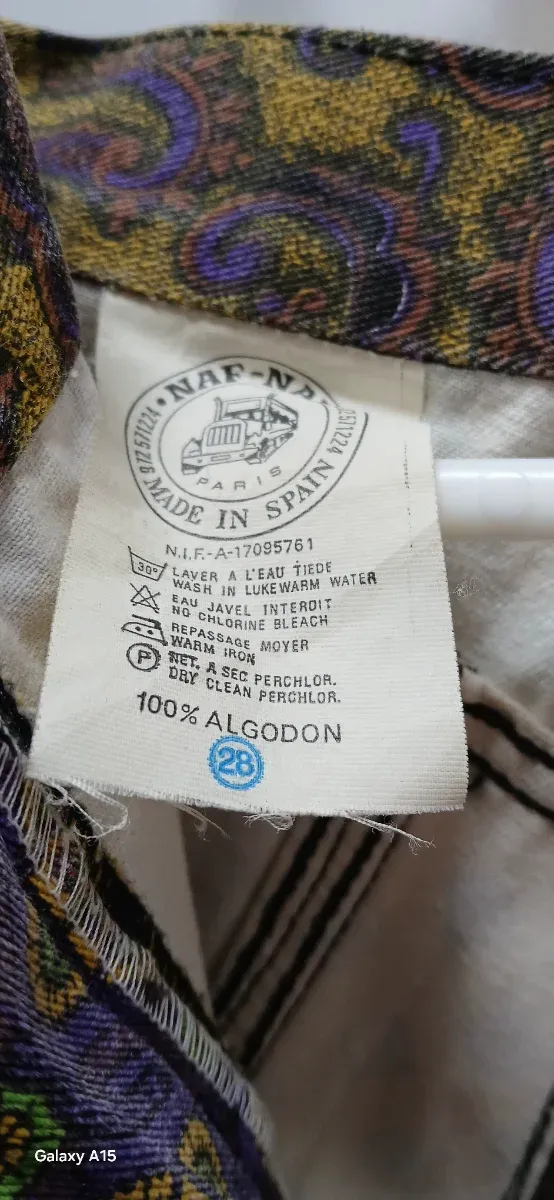 NAF-NA
PARIS
MADE IN SPAIN
N.I.F.-A-17095761
30°
LAVER A L'EAU TIEDE
WASH IN LUKEWARM WATER
EAU JAVEL INTERDIT
NO CHLORINE BLEACH
REPASSAGE MOYER
WARM IRON
P
NET. A SEC PERCHLOR.
DRY CLEAN PERCHLOR.
100% ALGODON
28
Galaxy A15